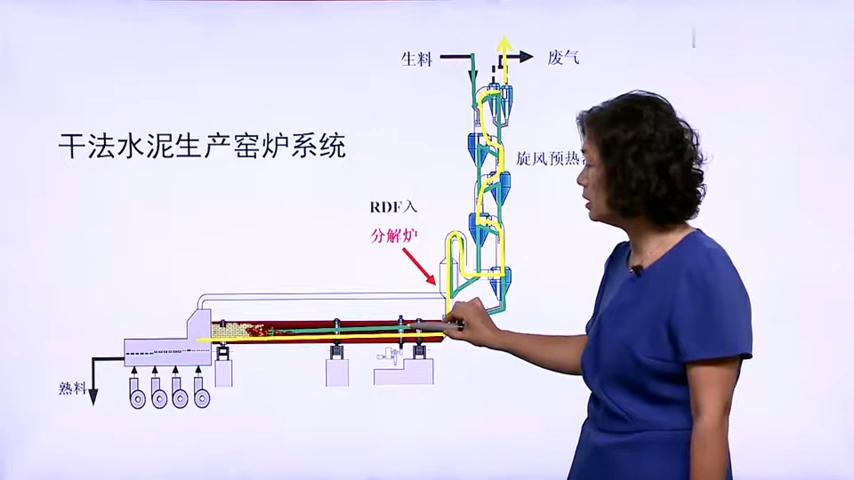 生料
废气
干法水泥生产窑炉系统
旋风预热
RDF入
分解炉
熟料